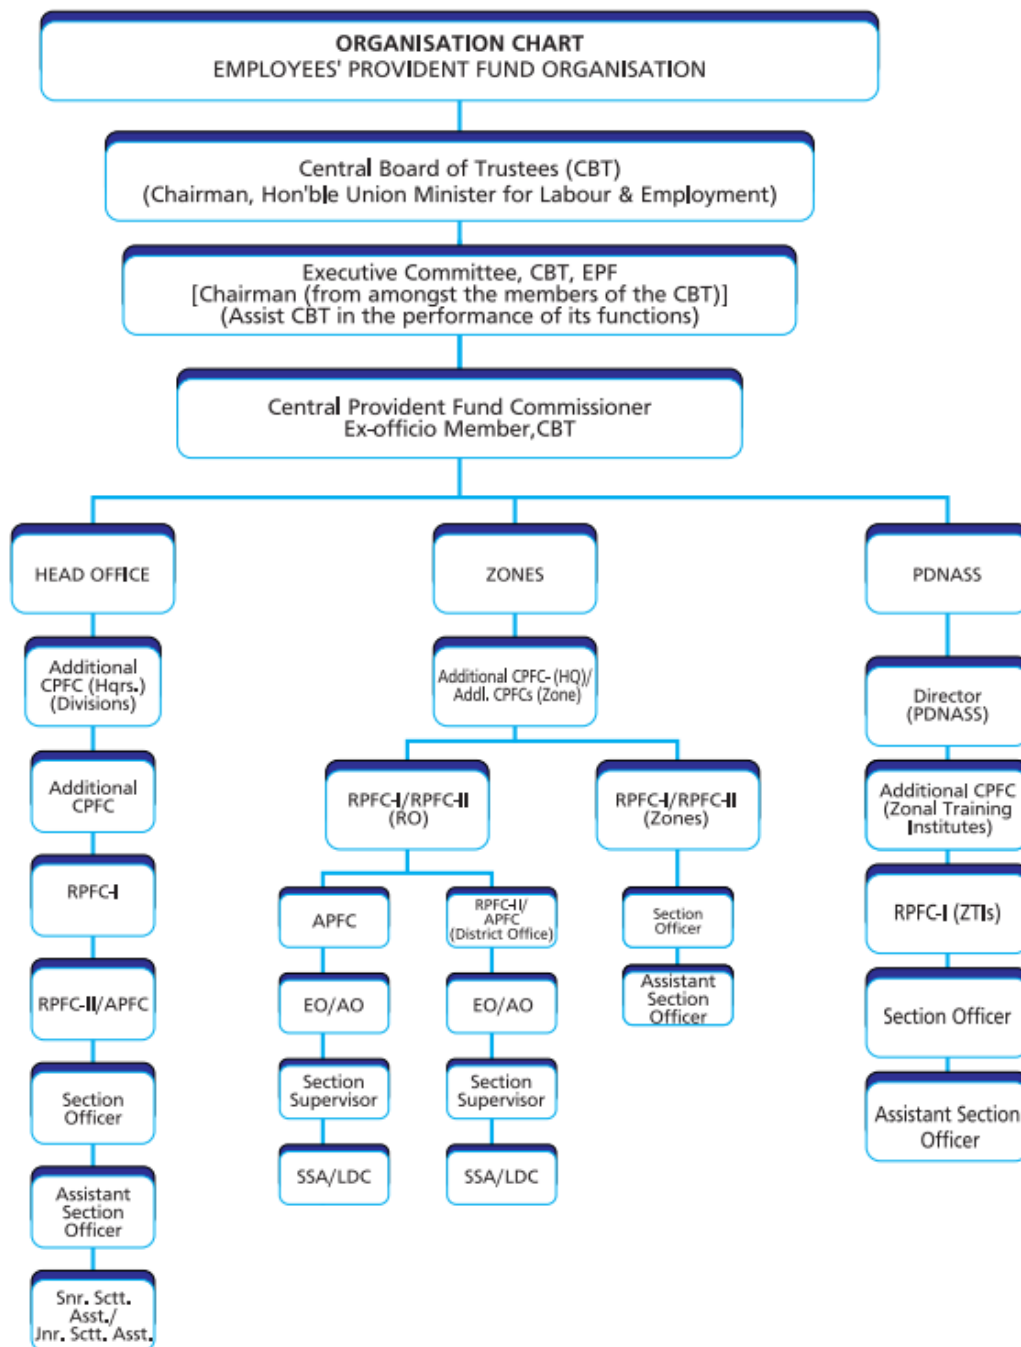 ORGANISATION CHART
EMPLOYEES' PROVIDENT FUND ORGANISATION
Central Board of Trustees (CBT)
(Chairman, Hon'ble Union Minister for Labour & Employment)
Executive Committee, CBT, EPF
[Chairman (from amongst the members of the CBT)]
(Assist CBT in the performance of its functions)
Central Provident Fund Commissioner
Ex-officio Member,CBT
HEAD OFFICE
Additional
CPFC (Hqrs.)
(Divisions)
Additional
CPFC
RPFC-I
RPFC-II/APFC
Section
Officer
Assistant
Section
Officer
Snr. Sctt.
Asst./
Jnr. Sctt. Asst.
ZONES
Additional CPFC- (HQ)/
Addl. CPFCs (Zone)
RPFC-I/RPFC-II
(RO)
APFC
EO/AO
Section
Supervisor
SSA/LDC
RPFC-II/
APFC
(District Office)
EO/AO
Section
Supervisor
SSA/LDC
RPFC-I/RPFC-II
(Zones)
Section
Officer
Assistant
Section
Officer
PDNASS
Director
(PDNASS)
Additional CPFC
(Zonal Training
Institutes)
RPFC-I (ZTIs)
Section Officer
Assistant Section
Officer